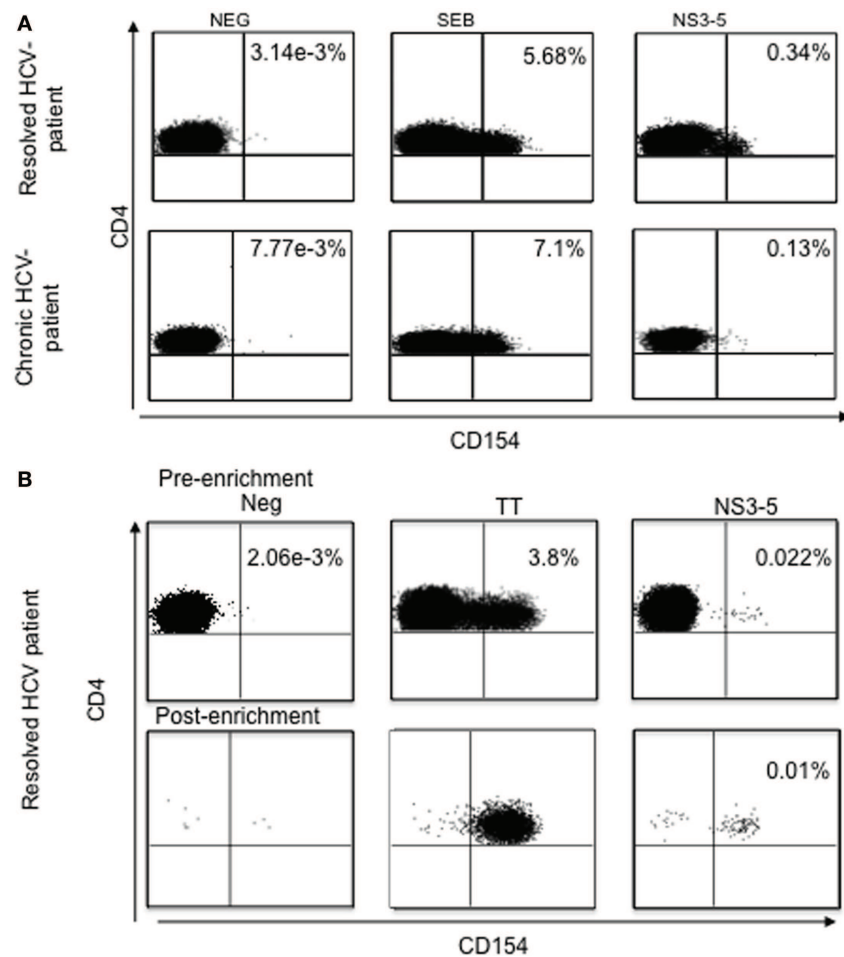 A
NEG SEB NS3-5
Resolved HCV-
patient
3.14e-3% 5.68% 0.34%
CD4
Chronic HCV-
patient
7.77e-3% 7.1% 0.13%
CD154
B
Pre-enrichment
Neg TT NS3-5
2.06e-3% 3.8% 0.022%
Resolved HCV patient
CD4
Post-enrichment
0.01%
CD154